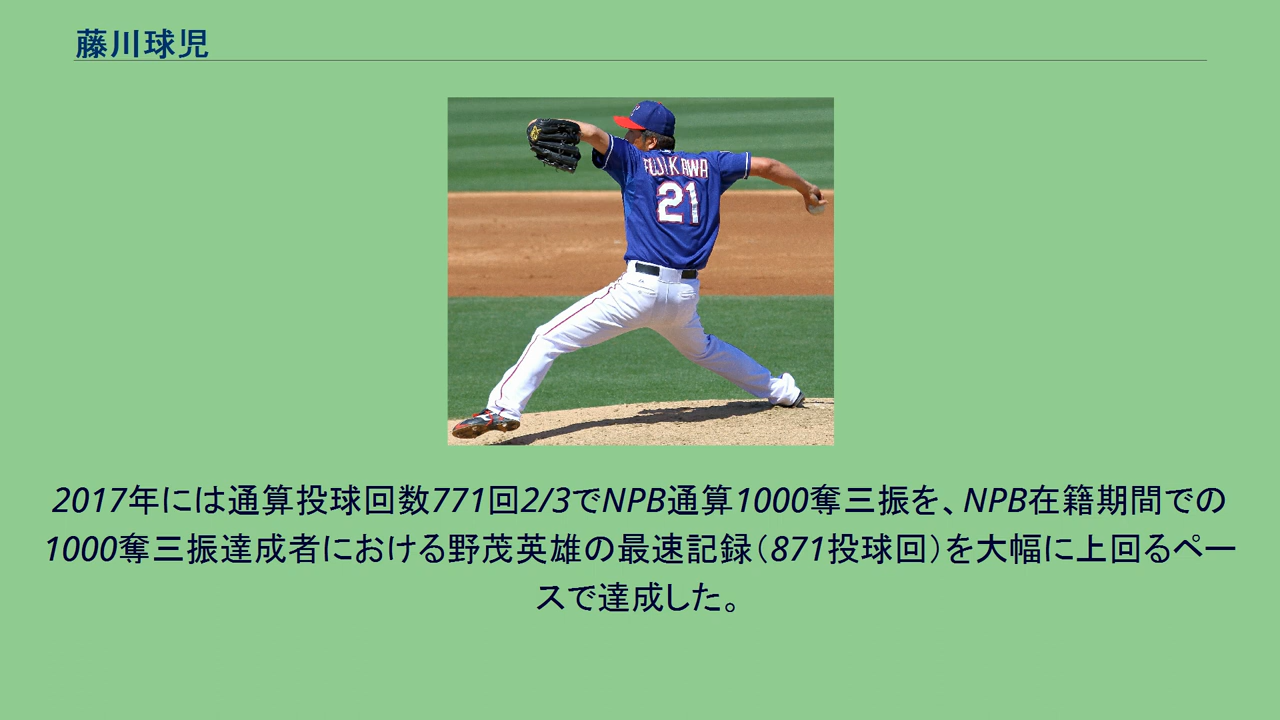 藤川球児
FUJIKAWA
21
2017年には通算投球回数771回2/3でNPB通算1000奪三振を、NPB在籍期間での
1000奪三振達成者における野茂英雄の最速記録（871投球回）を大幅に上回るペー
スで達成した。